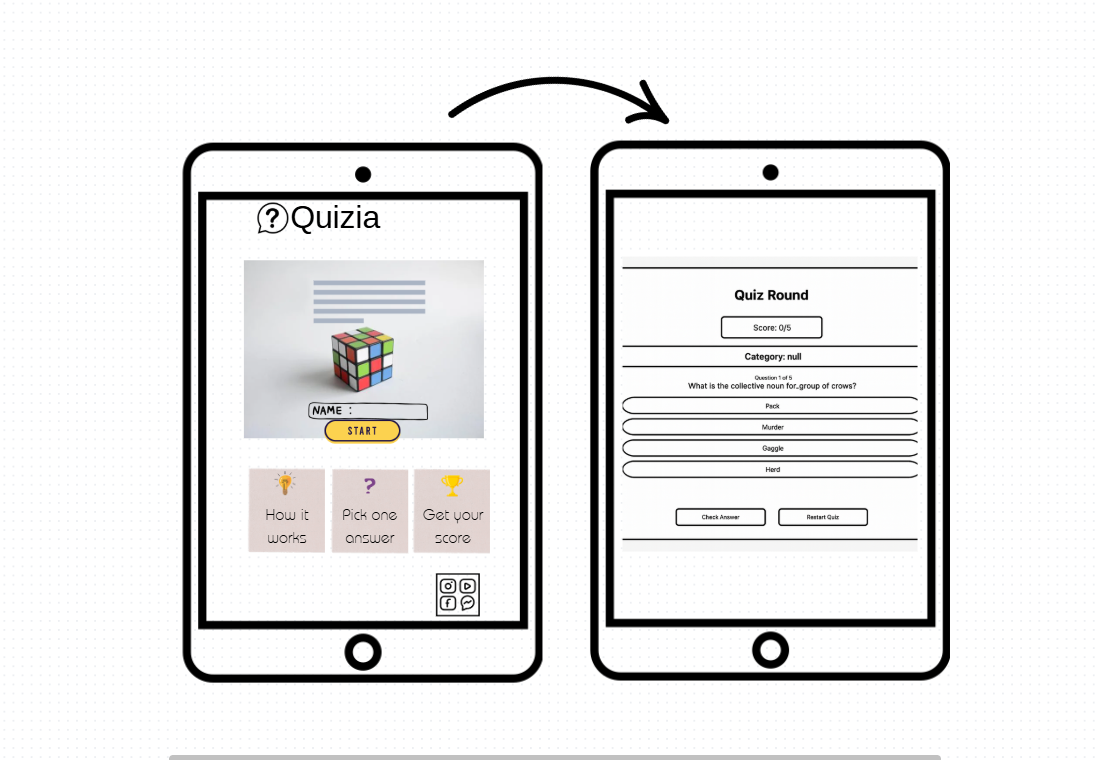 Quizia
NAME :
START
How it
works
Pick one
answer
Get your
score
Quiz Round
Score: 0/5
Category: null
Question 1 of 5
What is the collective noun for group of crows?
Pack
Murder
Gaggle
Herd
Check Answer
Restart Quiz